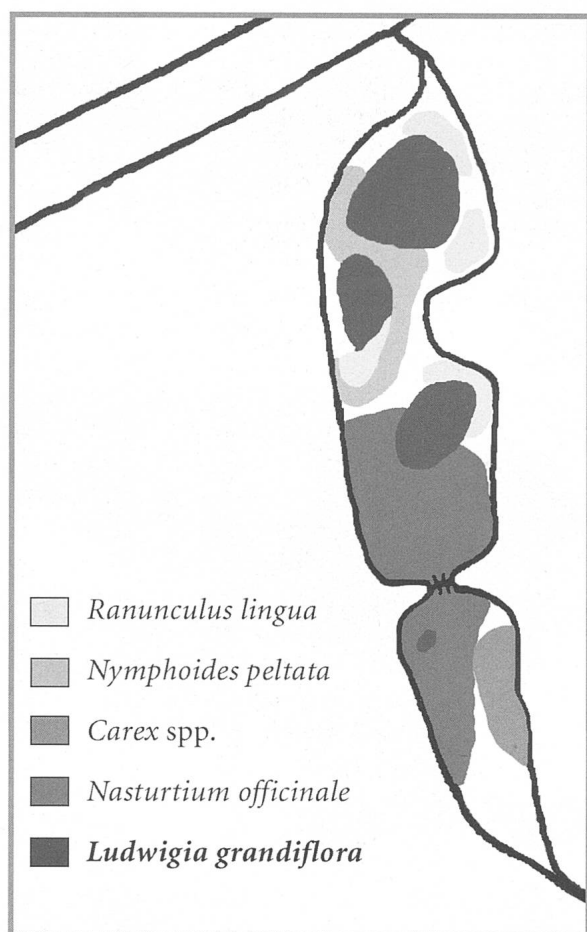 Ranunculus lingua
Nymphoides peltata
Carex spp.
Nasturtium officinale
Ludwigia grandiflora